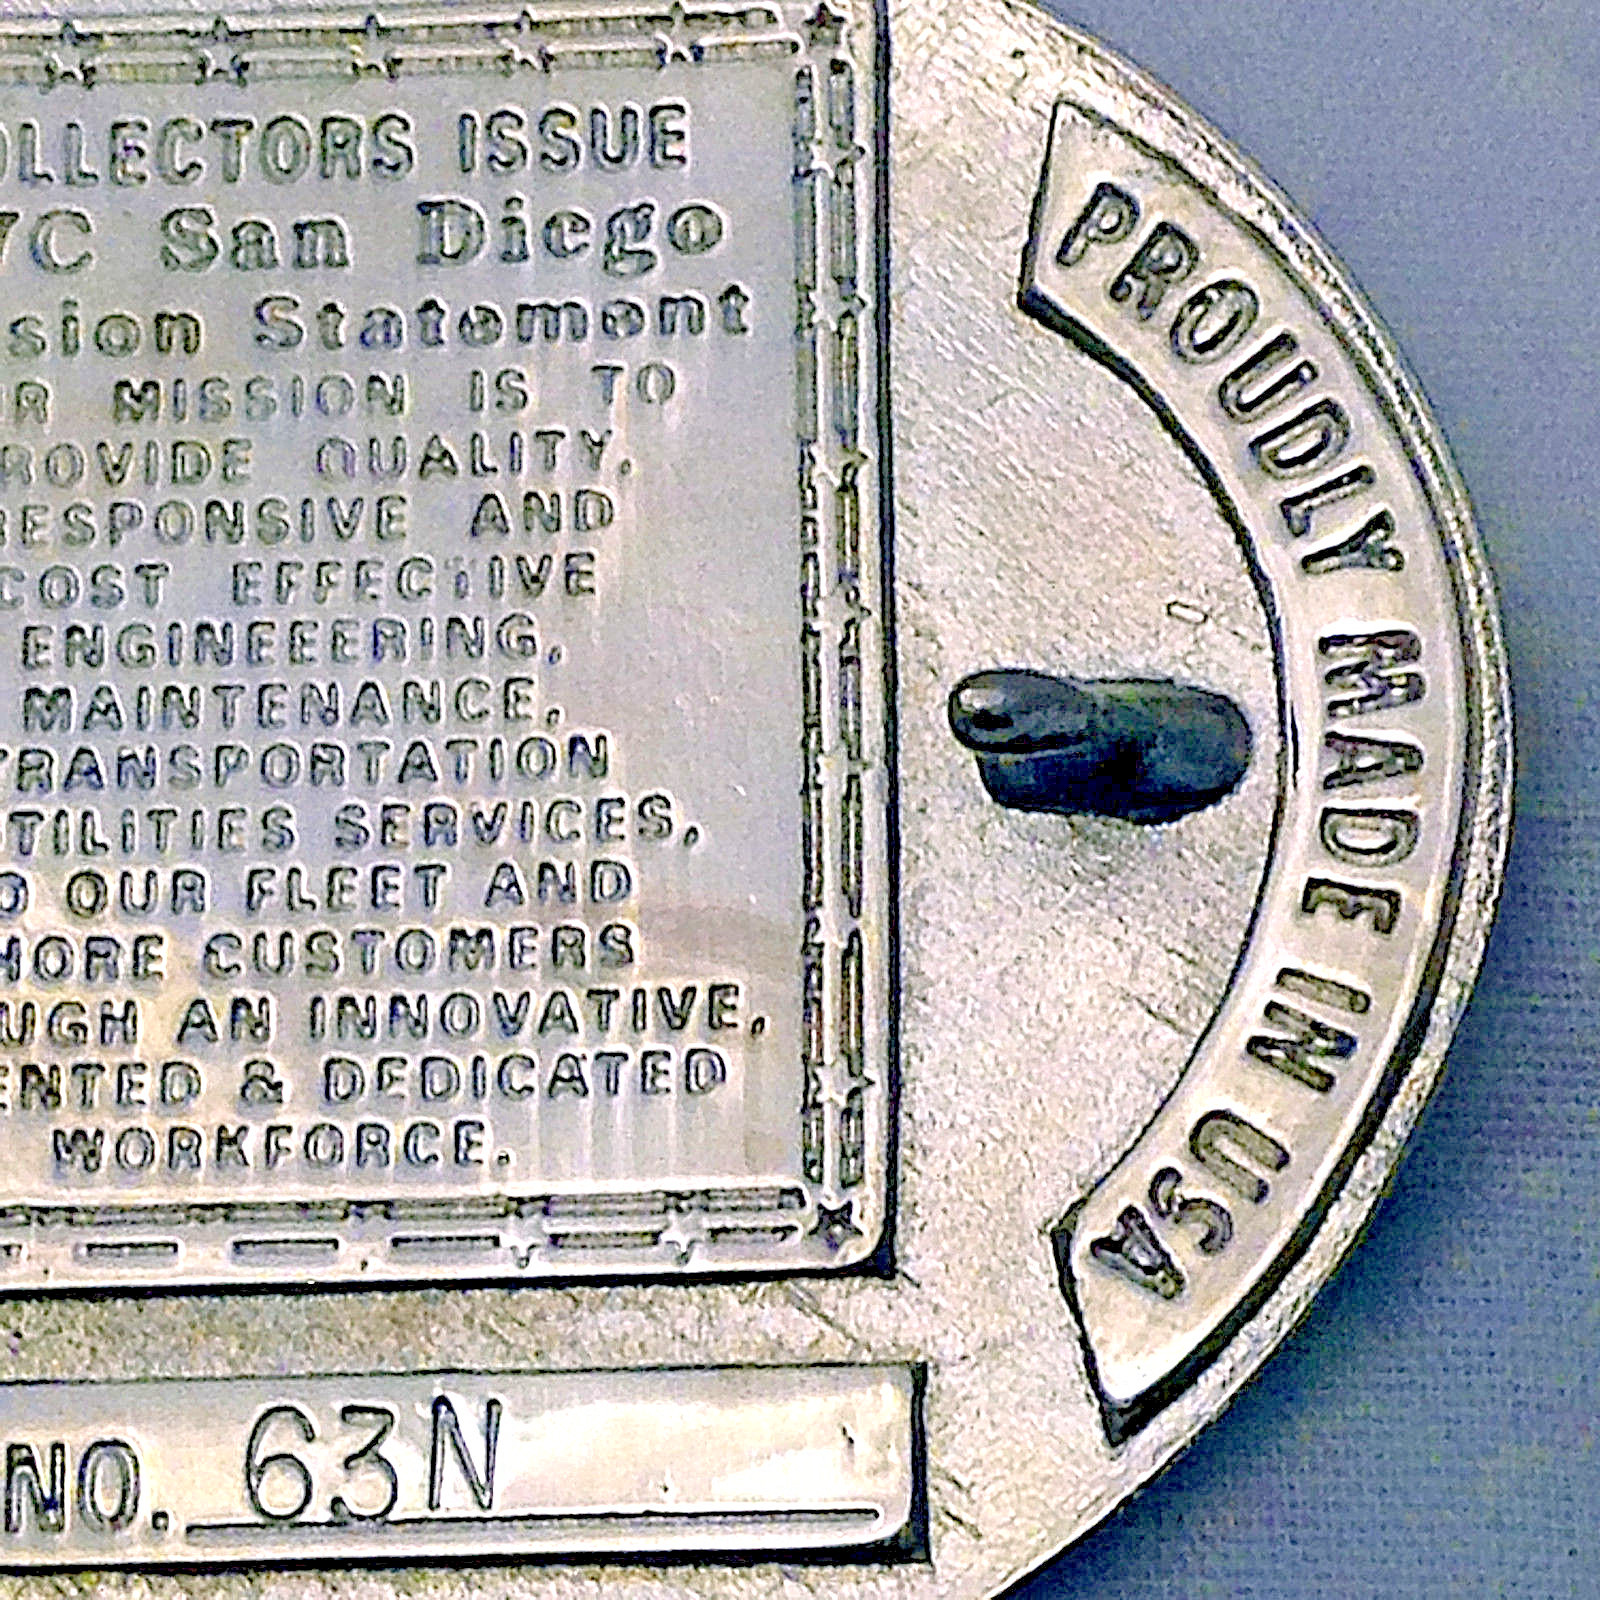 OLLECTORS ISSUE
C San Diego
sion Statement
R MISSION IS TO
ROVIDE QUALITY,
RESPONSIVE AND
COST EFFECTIVE
ENGINEEERING,
MAINTENANCE,
TRANSPORTATION
TILITIES SERVICES,
O OUR FLEET AND
HORE CUSTOMERS
UGH AN INNOVATIVE,
ENTED & DEDICATED
WORKFORCE.
NO. 63N
PROUDLY MADE IN USA